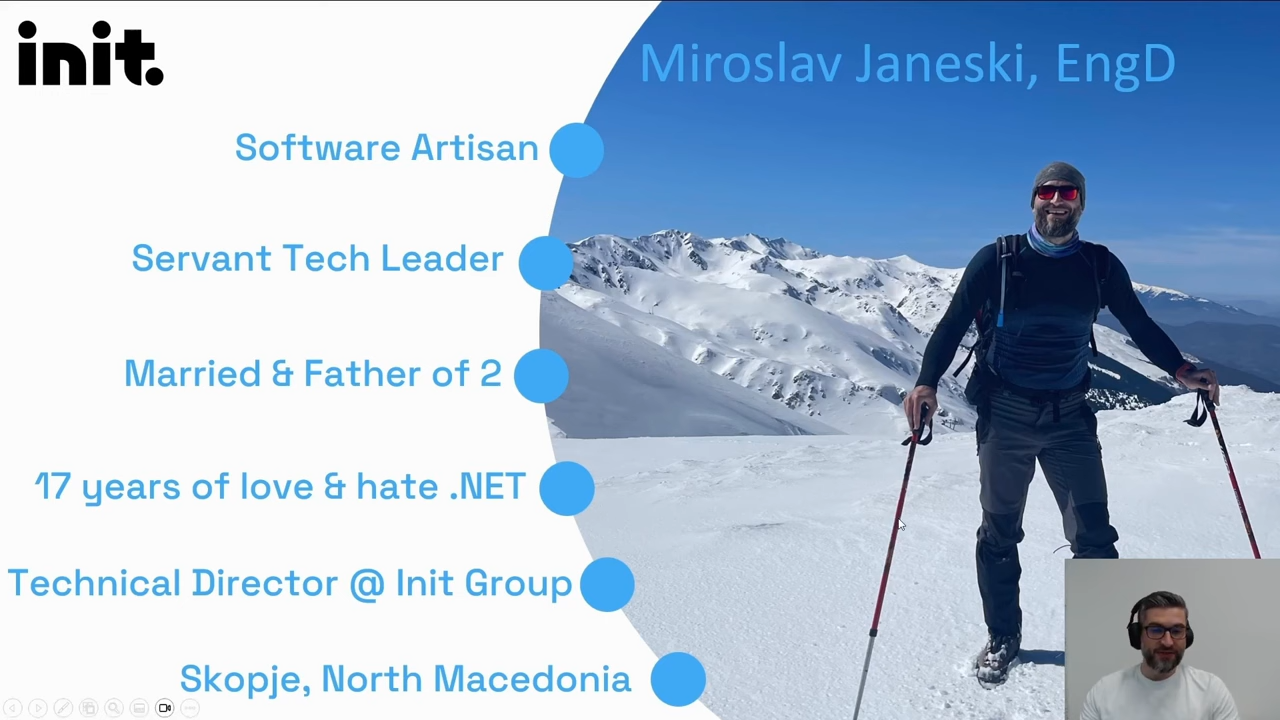 init.
Miroslav Janeski, EngD
Software Artisan
Servant Tech Leader
Married & Father of 2
17 years of love & hate .NET
Technical Director @ Init Group
Skopje, North Macedonia